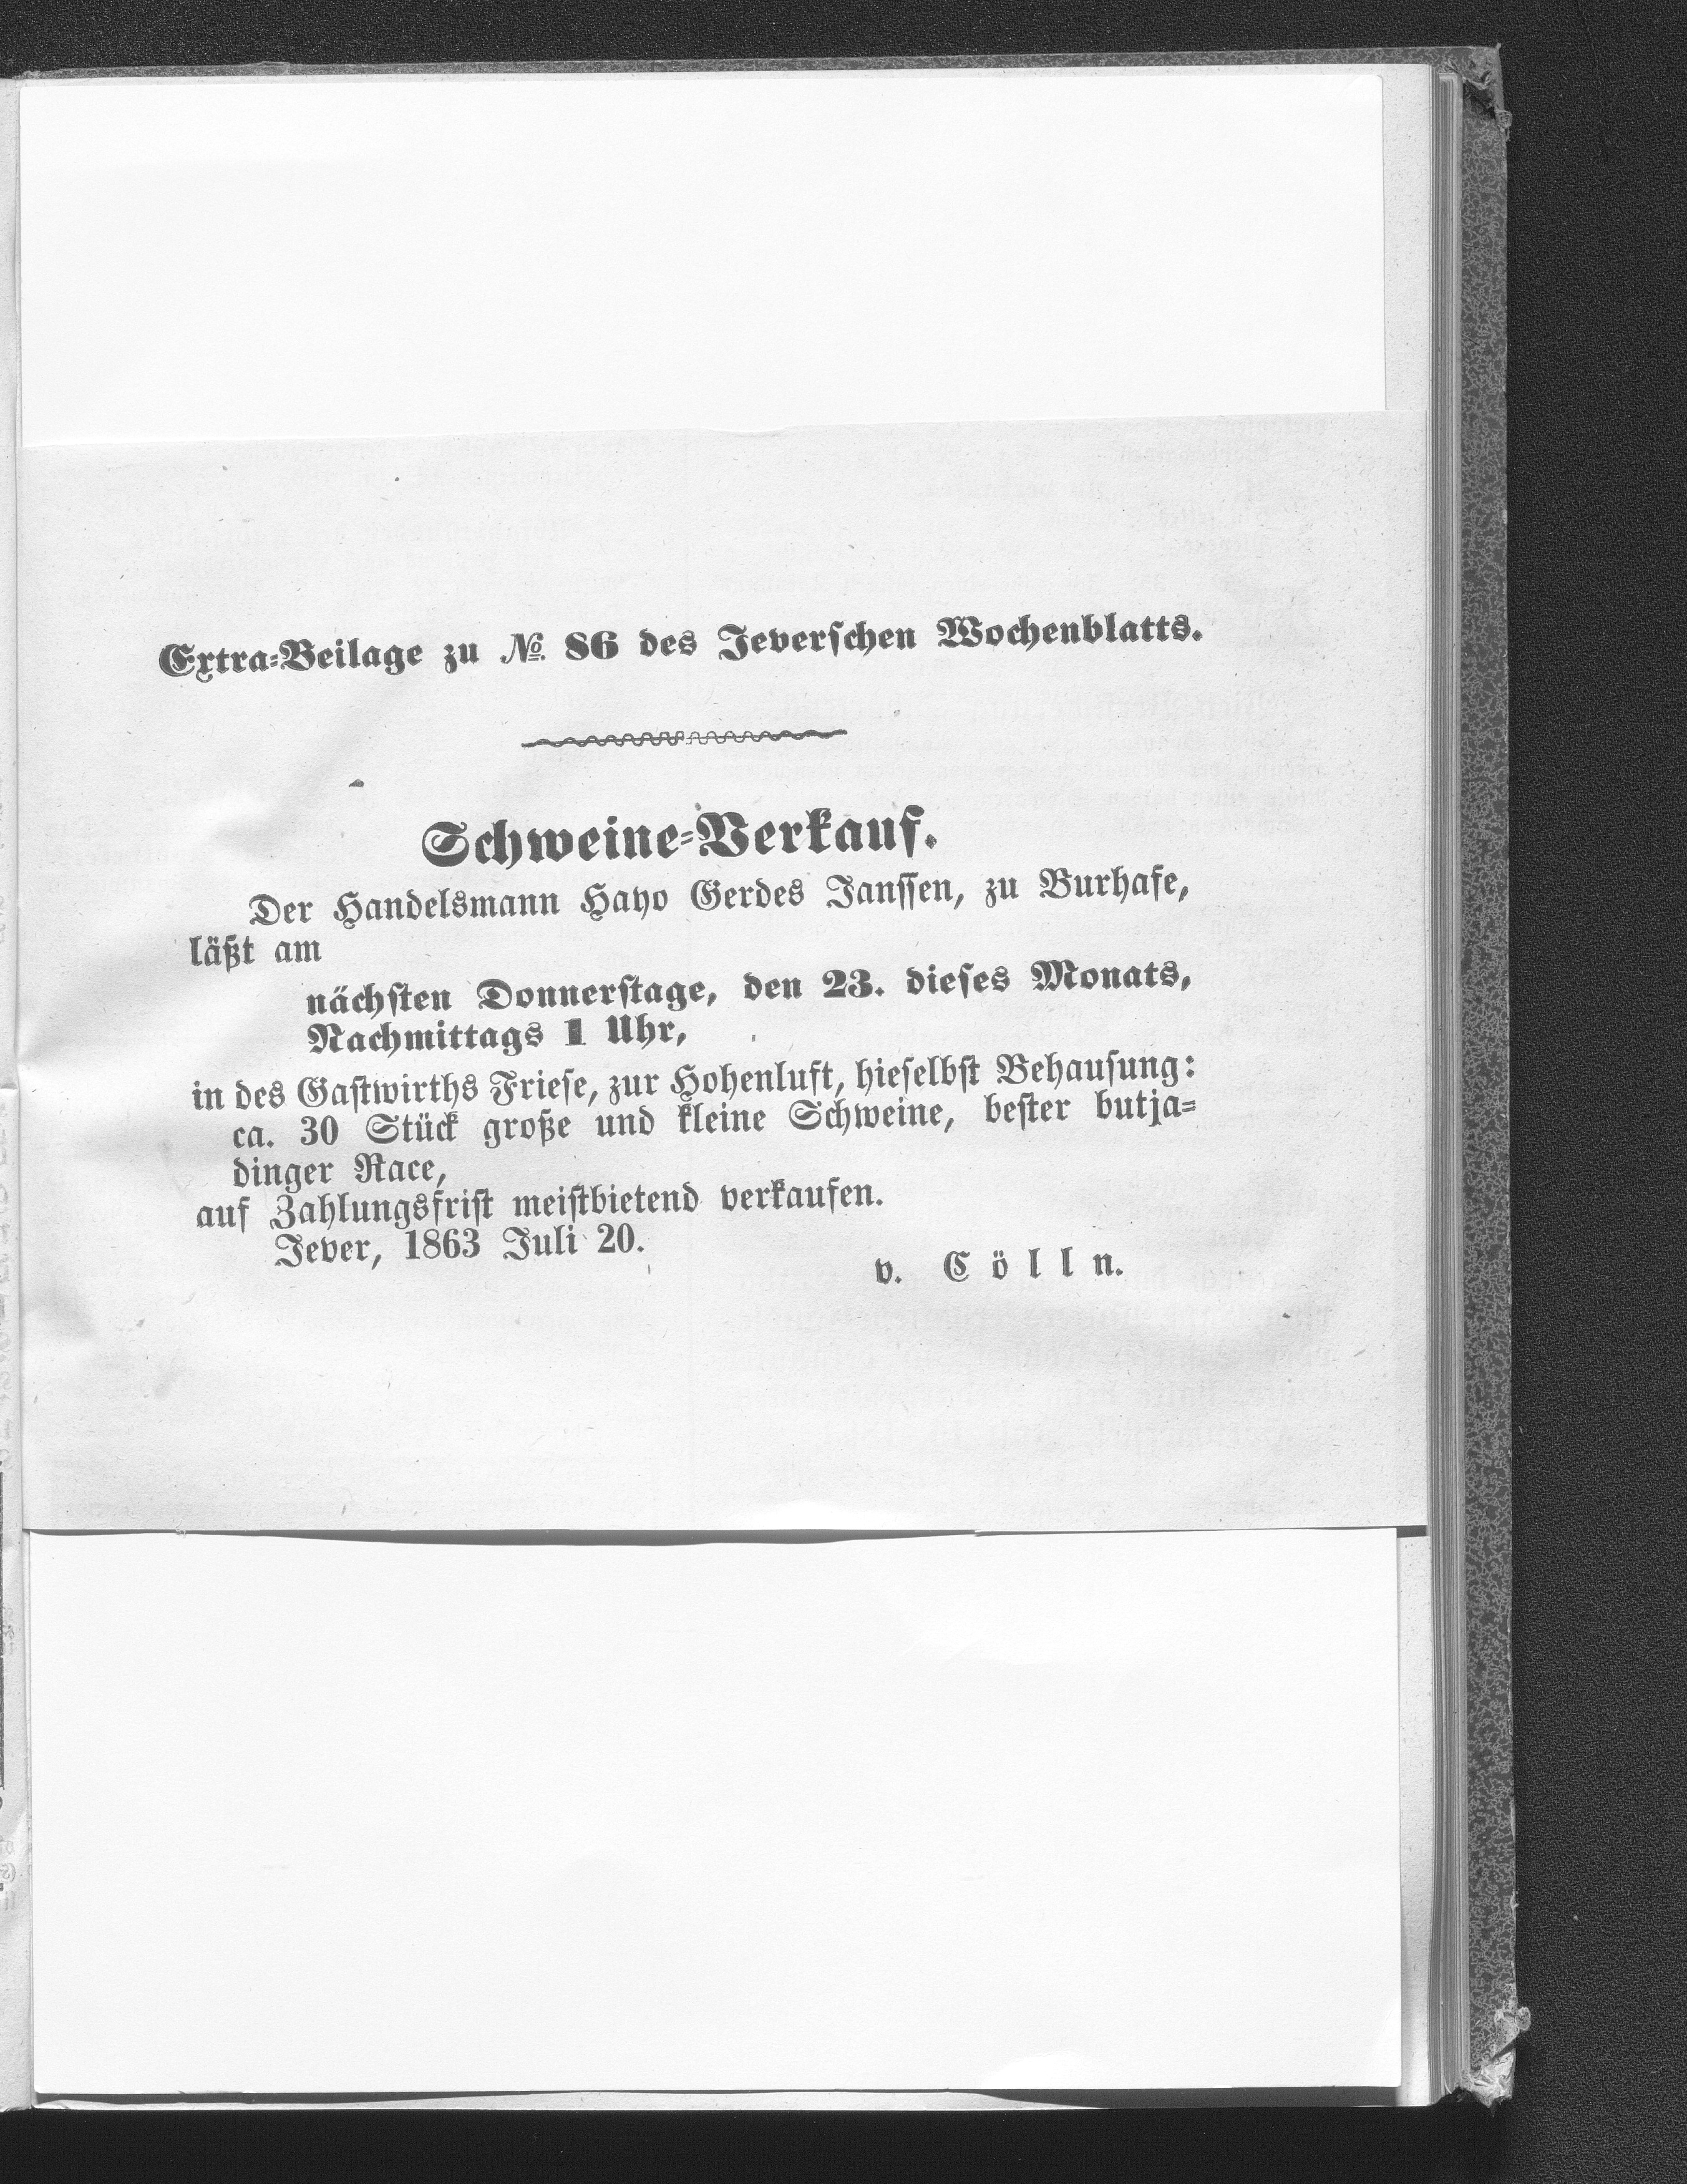 Extra-Beilage zu № 86 des Jeverschen Wochenblatts.
Schweine-Verkauf.
Der Handelsmann Hayo Gerdes Janssen, zu Burhafe,
läßt am
nächsten Donnerstage, den 23. dieses Monats,
Nachmittags 1 Uhr,
in des Gastwirths Friese, zur Hohenluft, hieselbst Behausung:
ca. 30 Stück große und kleine Schweine, bester butja-
dinger Race,
auf Zahlungsfrist meistbietend verkaufen.
Jever, 1863 Juli 20.
v. Cölln.